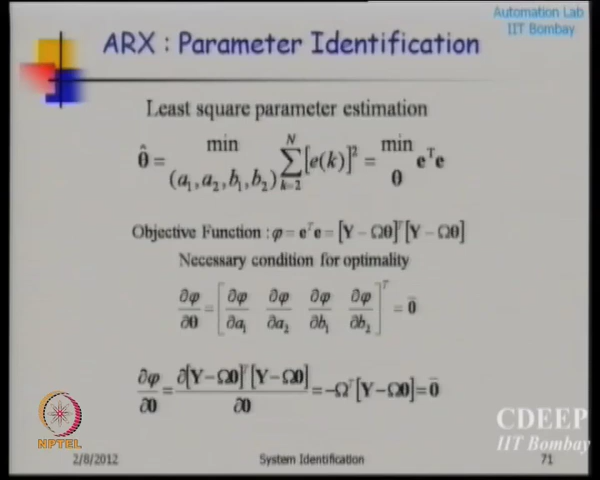 Automation Lab
IIT Bombay
ARX : Parameter Identification
Least square parameter estimation
θ̂ = min (a₁, a₂, b₁, b₂) ∑_{k=2}^{N} [e(k)]² = min θ eᵀe
Objective Function : φ = eᵀe = [Y − Ωθ]ᵀ[Y − Ωθ]
Necessary condition for optimality
∂φ/∂θ = [∂φ/∂a₁ ∂φ/∂a₂ ∂φ/∂b₁ ∂φ/∂b₂]ᵀ = 0̄
∂φ/∂θ = ∂[Y − Ωθ]ᵀ[Y − Ωθ]/∂θ = −Ωᵀ[Y − Ωθ] = 0̄
NPTEL
CDEEP
IIT Bombay
2/8/2012 System Identification 71